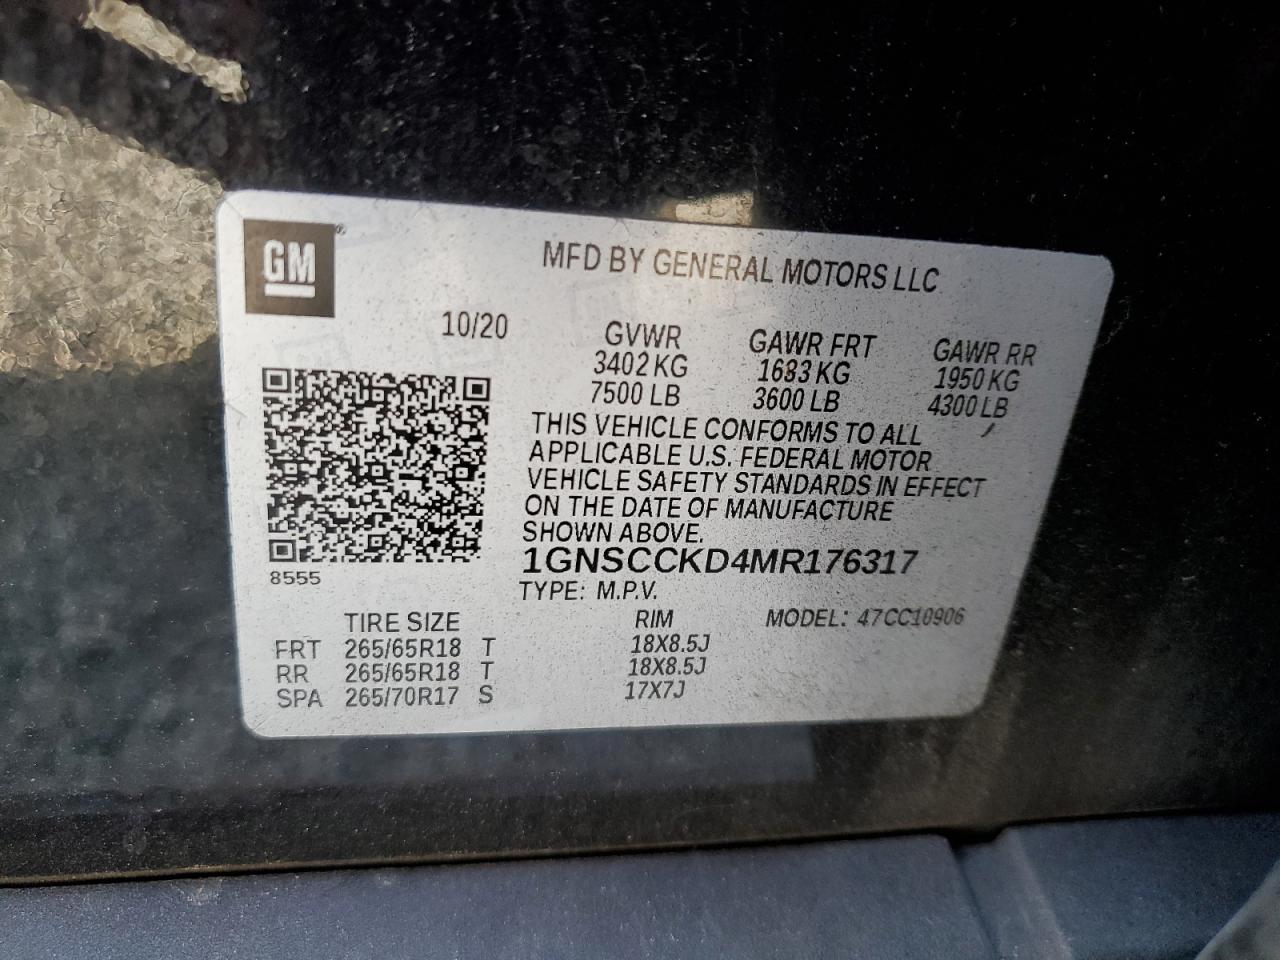 GM
MFD BY GENERAL MOTORS LLC
10/20
GVWR GAWR FRT GAWR RR
3402 KG 1633 KG 1950 KG
7500 LB 3600 LB 4300 LB
THIS VEHICLE CONFORMS TO ALL
APPLICABLE U.S. FEDERAL MOTOR
VEHICLE SAFETY STANDARDS IN EFFECT
ON THE DATE OF MANUFACTURE
SHOWN ABOVE.
1GNSCCKD4MR176317
8555
TYPE: M.P.V.
TIRE SIZE RIM MODEL: 47CC10906
FRT 265/65R18 T 18X8.5J
RR 265/65R18 T 18X8.5J
SPA 265/70R17 S 17X7J